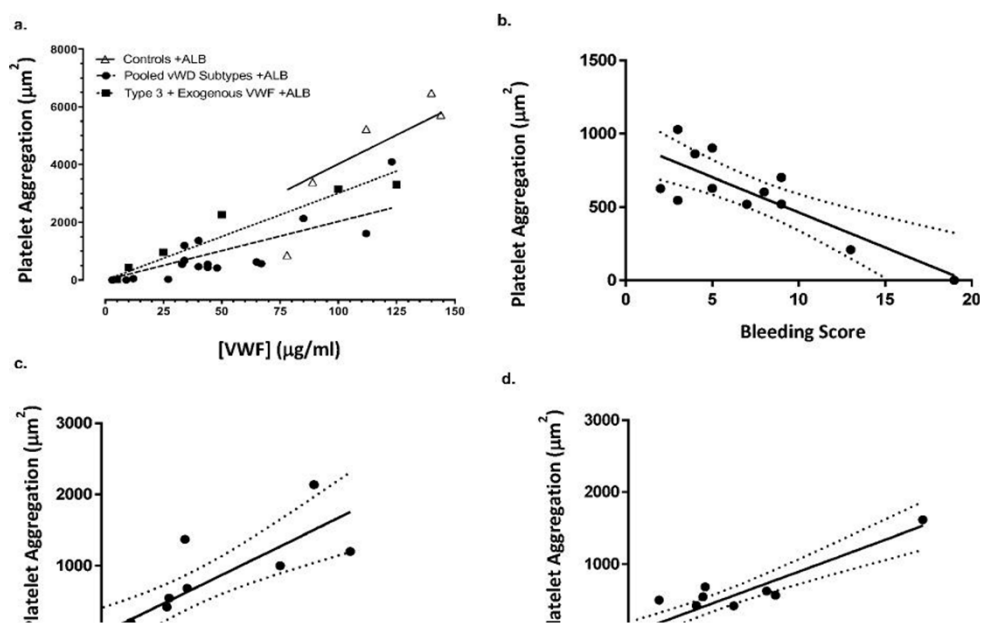 a.
8000
6000
4000
2000
0
Platelet Aggregation (μm²)
Controls +ALB
Pooled vWD Subtypes +ALB
Type 3 + Exogenous VWF +ALB
0 25 50 75 100 125 150
[VWF] (μg/ml)
b.
1500
1000
500
0
Platelet Aggregation (μm²)
0 5 10 15 20
Bleeding Score
c.
3000
2000
1000
Platelet Aggregation (μm²)
d.
3000
2000
1000
Aggregation (μm²)